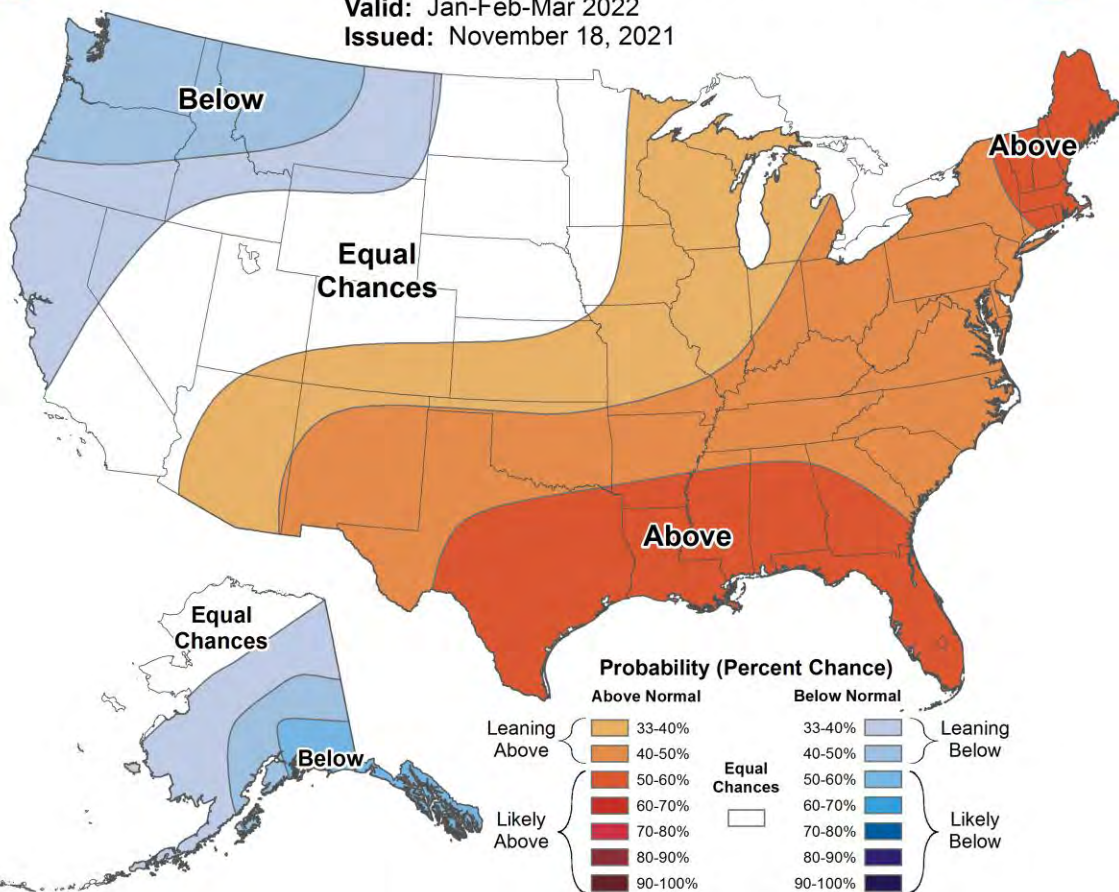 Valid: Jan-Feb-Mar 2022
Issued: November 18, 2021
Below
Above
Equal
Chances
Above
Equal
Chances
Below
Probability (Percent Chance)
Above Normal
Below Normal
Leaning
Above
33-40%
40-50%
Likely
Above
50-60%
60-70%
70-80%
80-90%
90-100%
Equal
Chances
33-40%
40-50%
Leaning
Below
50-60%
60-70%
70-80%
80-90%
90-100%
Likely
Below